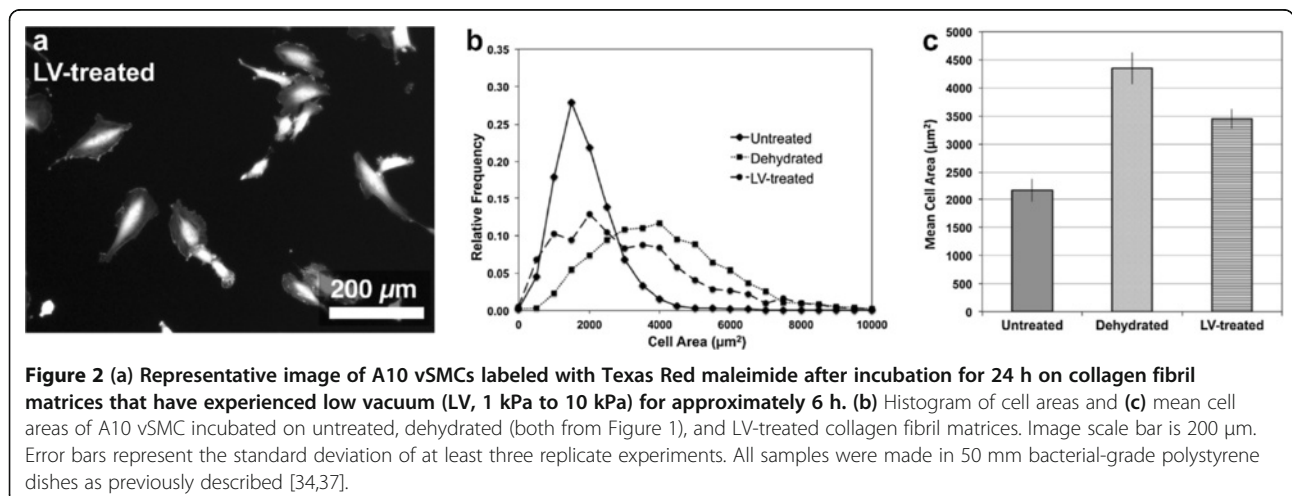 a
LV-treated
200 µm
b
0.35
0.30
0.25
0.20
0.15
0.10
0.05
0.00
Relative Frequency
Untreated
Dehydrated
LV-treated
0
2000
4000
6000
8000
10000
Cell Area (µm²)
c
5000
4500
4000
3500
3000
2500
2000
1500
1000
500
0
Mean Cell Area (µm²)
Untreated
Dehydrated
LV-treated
Figure 2 (a) Representative image of A10 vSMCs labeled with Texas Red maleimide after incubation for 24 h on collagen fibril
matrices that have experienced low vacuum (LV, 1 kPa to 10 kPa) for approximately 6 h. (b) Histogram of cell areas and (c) mean cell
areas of A10 vSMC incubated on untreated, dehydrated (both from Figure 1), and LV-treated collagen fibril matrices. Image scale bar is 200 µm.
Error bars represent the standard deviation of at least three replicate experiments. All samples were made in 50 mm bacterial-grade polystyrene
dishes as previously described [34,37].